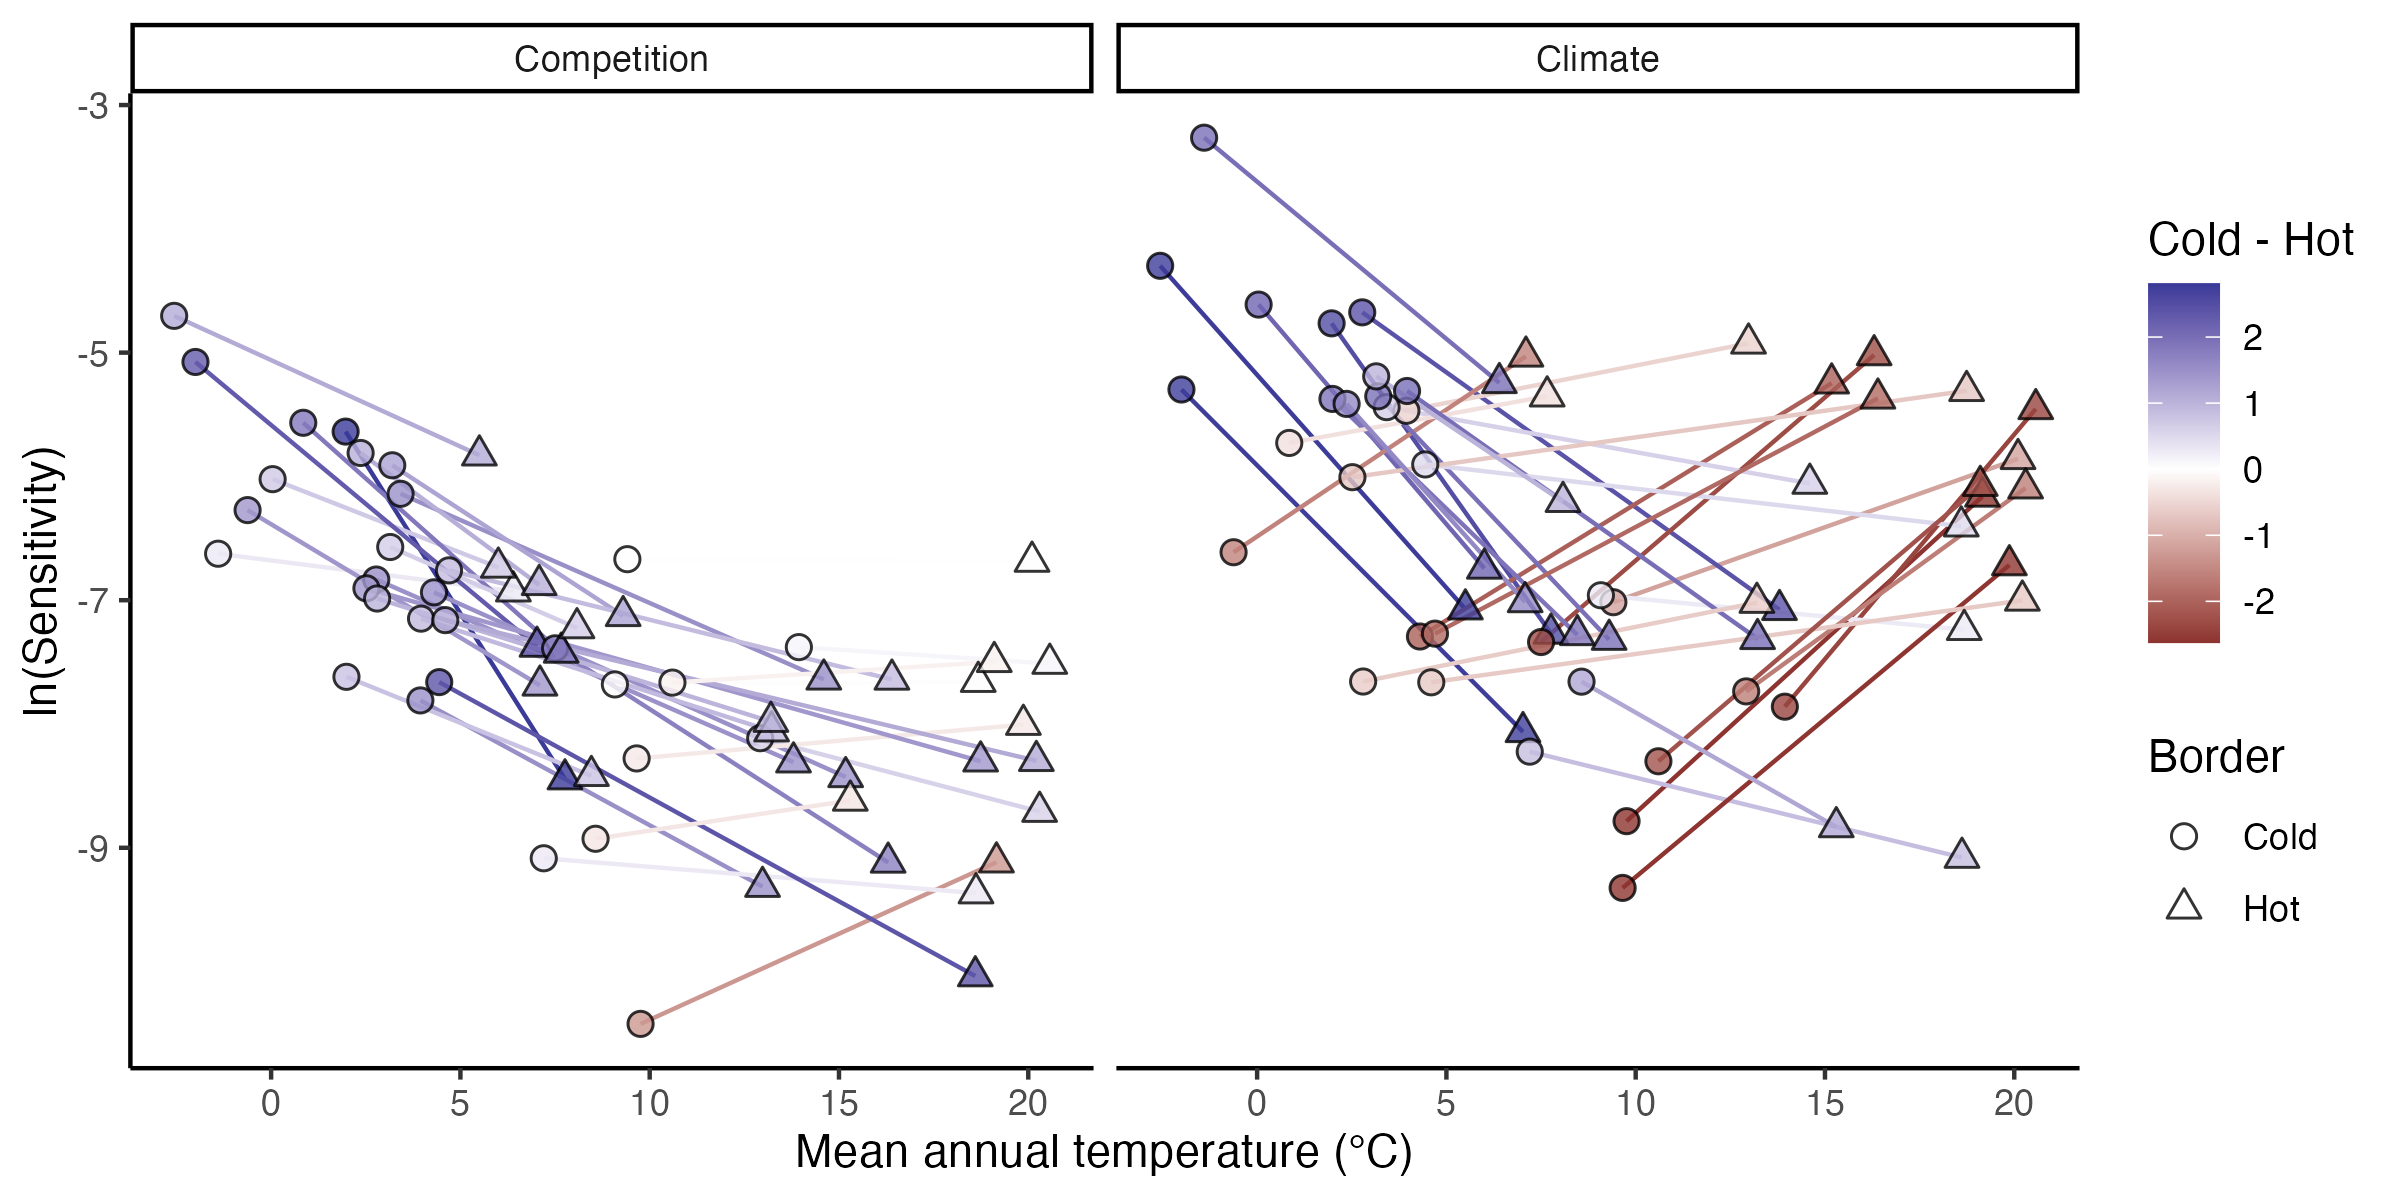 Competition
Climate
-3
-5
-7
-9
ln(Sensitivity)
0 5 10 15 20
0 5 10 15 20
Mean annual temperature (°C)
Cold - Hot
2
1
0
-1
-2
Border
Cold
Hot